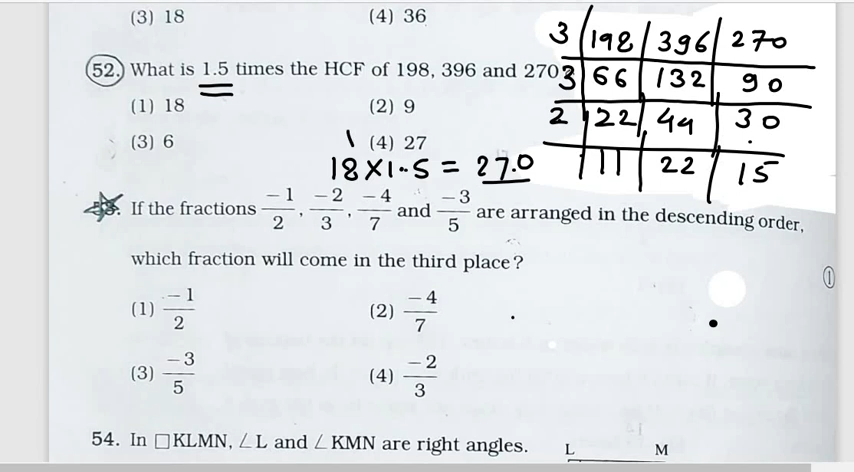 (3) 18 (4) 36
52. What is 1.5 times the HCF of 198, 396 and 270?
(1) 18 (2) 9
(3) 6 (4) 27
18 × 1.5 = 27.0
3 198 396 270
3 66 132 90
2 22 44 30
11 22 15
53. If the fractions -1/2, -2/3, -4/7 and -3/5 are arranged in the descending order,
which fraction will come in the third place?
(1) -1/2 (2) -4/7
(3) -3/5 (4) -2/3
54. In □KLMN, ∠L and ∠KMN are right angles.
L M